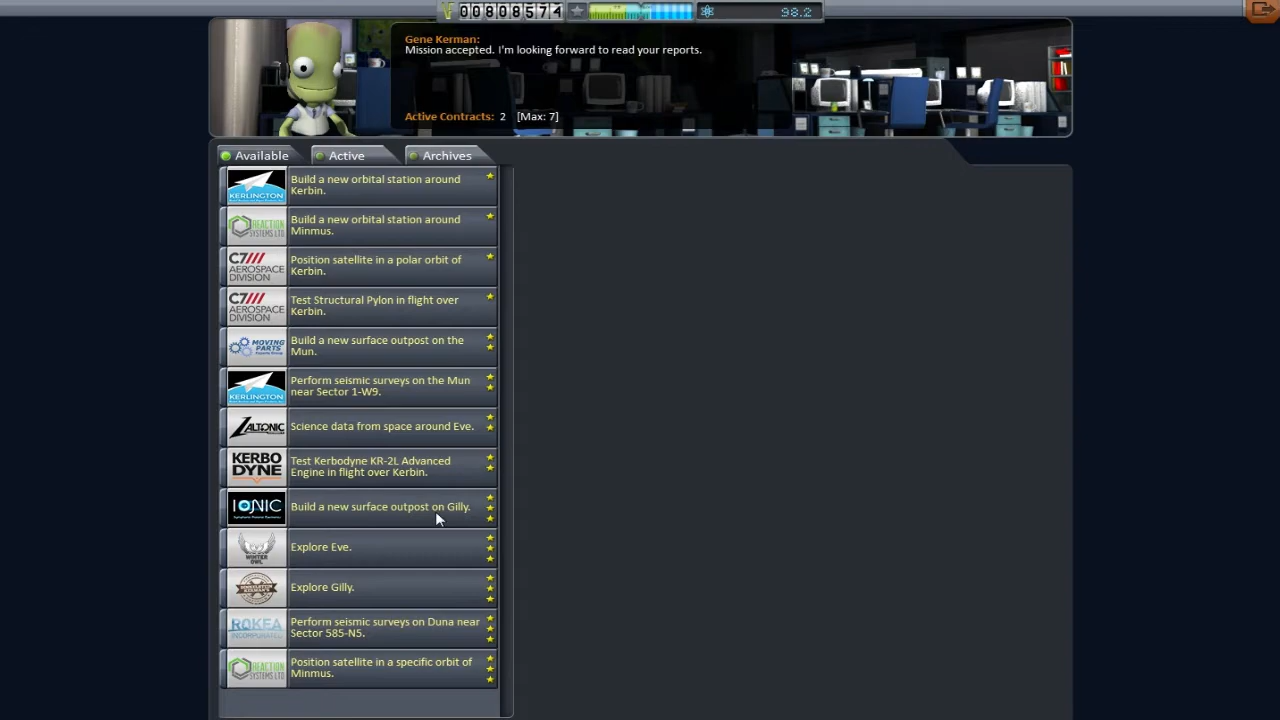 00808574
98.2
Gene Kerman:
Mission accepted. I'm looking forward to read your reports.
Active Contracts: 2 [Max: 7]
Available
Active
Archives
KERLINGTON
Build a new orbital station around
Kerbin.
REACTION
SYSTEMS LTD
Build a new orbital station around
Minmus.
C7
AEROSPACE
DIVISION
Position satellite in a polar orbit of
Kerbin.
C7
AEROSPACE
DIVISION
Test Structural Pylon in flight over
Kerbin.
MOVING
PARTS
Build a new surface outpost on the
Mun.
KERLINGTON
Perform seismic surveys on the Mun
near Sector 1-W9.
ZALTONIC
Science data from space around Eve.
KERBO
DYNE
Test Kerbodyne KR-2L Advanced
Engine in flight over Kerbin.
IONIC
Build a new surface outpost on Gilly.
WINTER
OWL
Explore Eve.
Explore Gilly.
ROKEA
INCORPORATED
Perform seismic surveys on Duna near
Sector 585-N5.
REACTION
SYSTEMS LTD
Position satellite in a specific orbit of
Minmus.